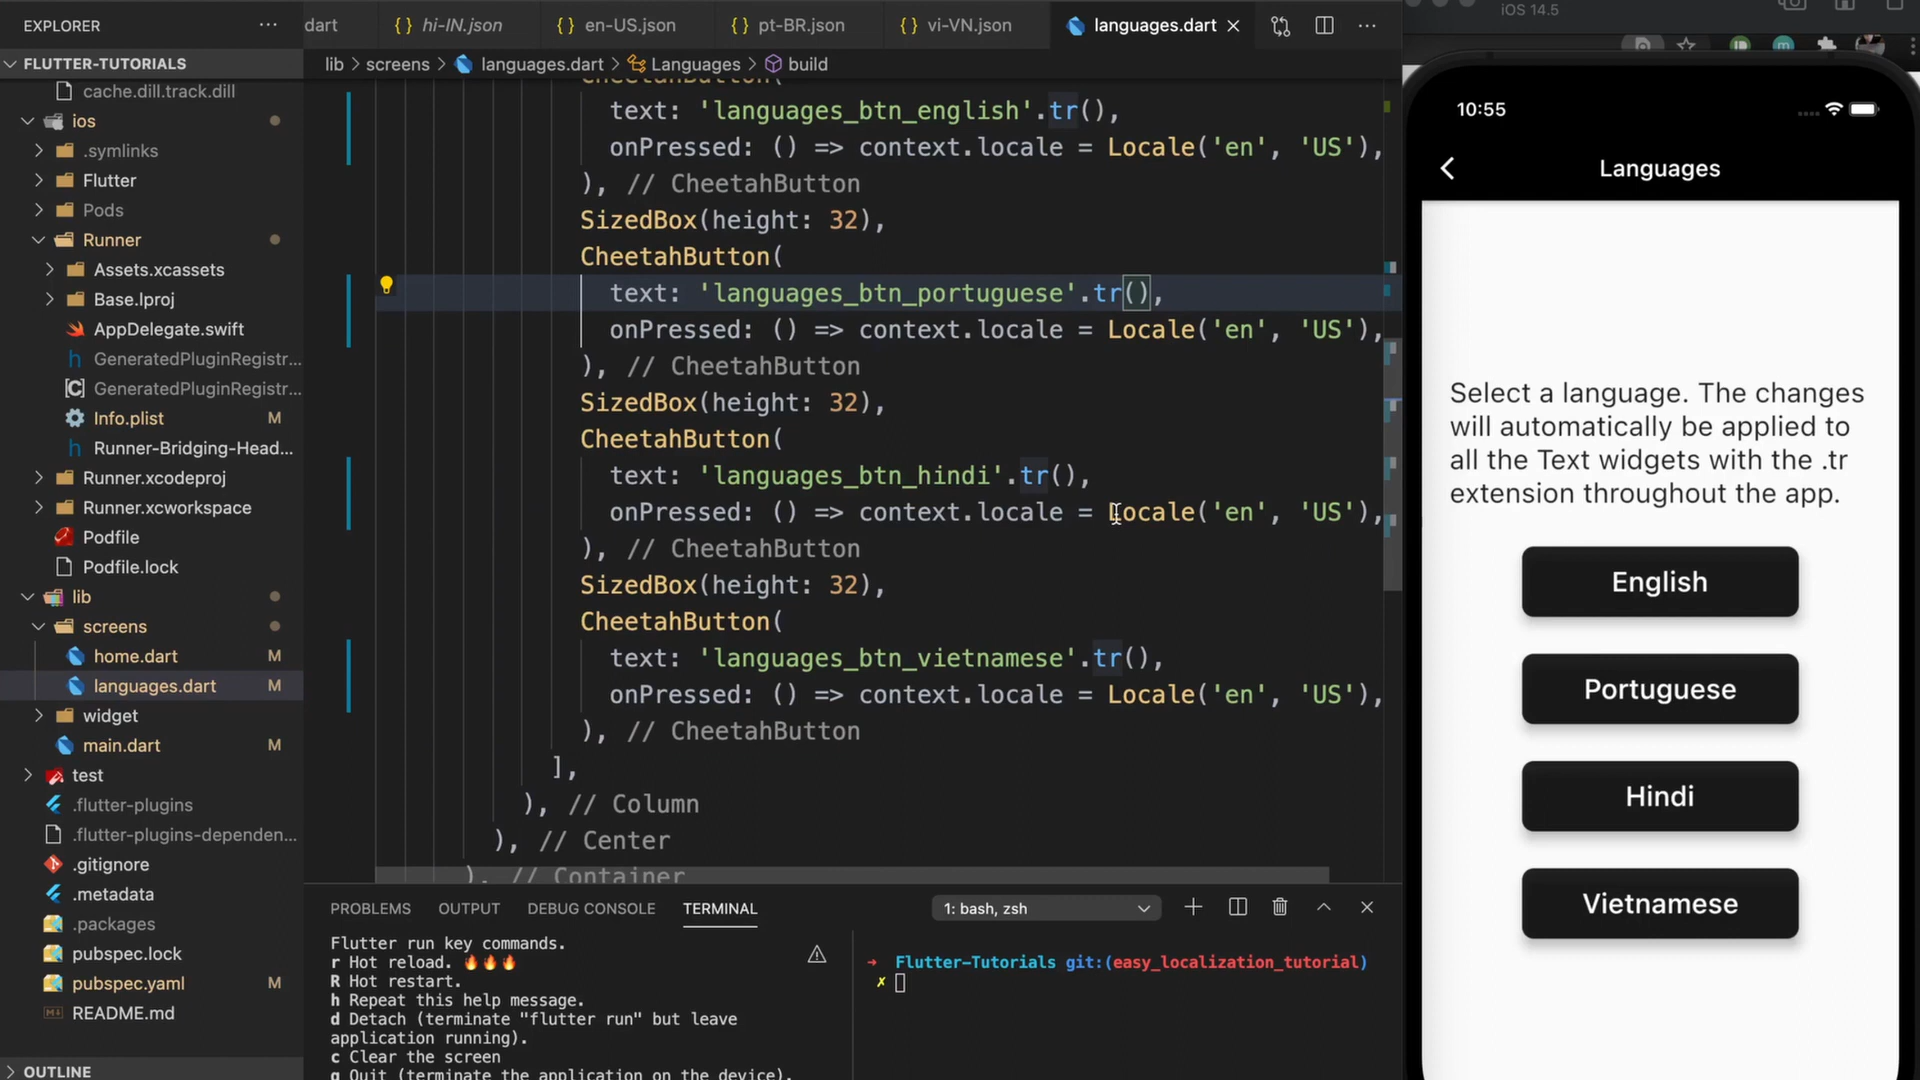 EXPLORER
FLUTTER-TUTORIALS
cache.dill.track.dill
ios
.symlinks
Flutter
Pods
Runner
Assets.xcassets
Base.lproj
AppDelegate.swift
GeneratedPluginRegistr...
GeneratedPluginRegistr...
Info.plist M
Runner-Bridging-Head...
Runner.xcodeproj
Runner.xcworkspace
Podfile
Podfile.lock
lib
screens
home.dart M
languages.dart M
widget
main.dart M
test
.flutter-plugins
.flutter-plugins-dependen...
.gitignore
.metadata
.packages
pubspec.lock
pubspec.yaml M
README.md
OUTLINE
dart
hi-IN.json
en-US.json
pt-BR.json
vi-VN.json
languages.dart
lib > screens > languages.dart > Languages > build
CheetahButton(
text: 'languages_btn_english'.tr(),
onPressed: () => context.locale = Locale('en', 'US'),
), // CheetahButton
SizedBox(height: 32),
CheetahButton(
text: 'languages_btn_portuguese'.tr(),
onPressed: () => context.locale = Locale('en', 'US'),
), // CheetahButton
SizedBox(height: 32),
CheetahButton(
text: 'languages_btn_hindi'.tr(),
onPressed: () => context.locale = Locale('en', 'US'),
), // CheetahButton
SizedBox(height: 32),
CheetahButton(
text: 'languages_btn_vietnamese'.tr(),
onPressed: () => context.locale = Locale('en', 'US'),
), // CheetahButton
],
), // Column
), // Center
), // Container
PROBLEMS OUTPUT DEBUG CONSOLE TERMINAL
1: bash, zsh
Flutter run key commands.
r Hot reload. 🔥🔥🔥
R Hot restart.
h Repeat this help message.
d Detach (terminate "flutter run" but leave
application running).
c Clear the screen
q Quit (terminate the application on the device).
→ Flutter-Tutorials git:(easy_localization_tutorial)
✗
iOS 14.5
10:55
Languages
Select a language. The changes
will automatically be applied to
all the Text widgets with the .tr
extension throughout the app.
English
Portuguese
Hindi
Vietnamese